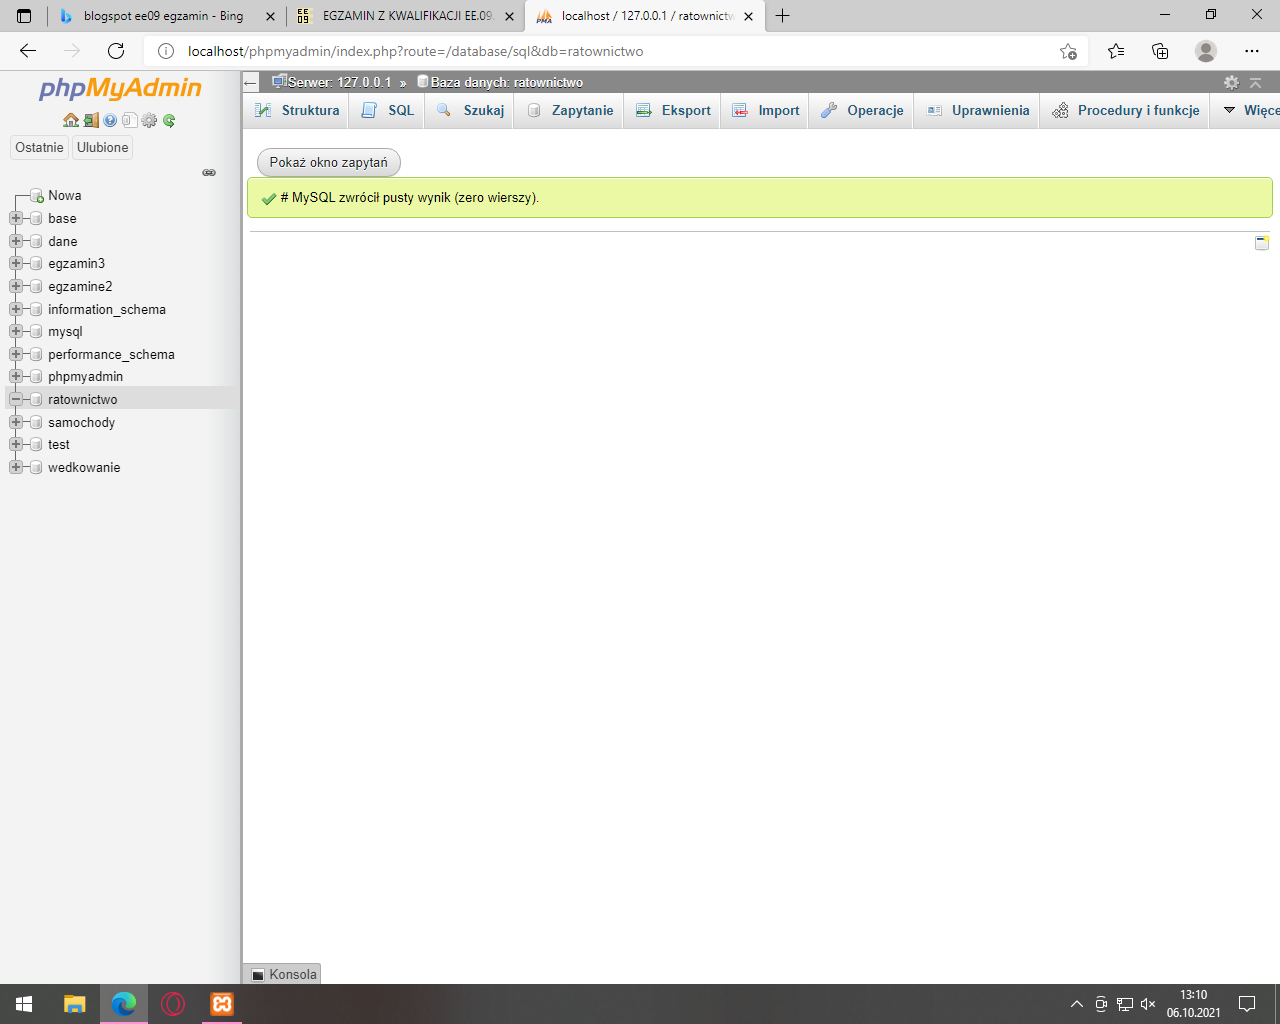 blogspot ee09 egzamin - Bing
EGZAMIN Z KWALIFIKACJI EE.09
localhost / 127.0.0.1 / ratownictw
localhost/phpmyadmin/index.php?route=/database/sql&db=ratownictwo
phpMyAdmin
Ostatnie Ulubione
Nowa
base
dane
egzamin3
egzamine2
information_schema
mysql
performance_schema
phpmyadmin
ratownictwo
samochody
test
wedkowanie
Serwer: 127.0.0.1 » Baza danych: ratownictwo
Struktura SQL Szukaj Zapytanie Eksport Import Operacje Uprawnienia Procedury i funkcje Więce
Pokaż okno zapytań
# MySQL zwrócił pusty wynik (zero wierszy).
Konsola
13:10
06.10.2021